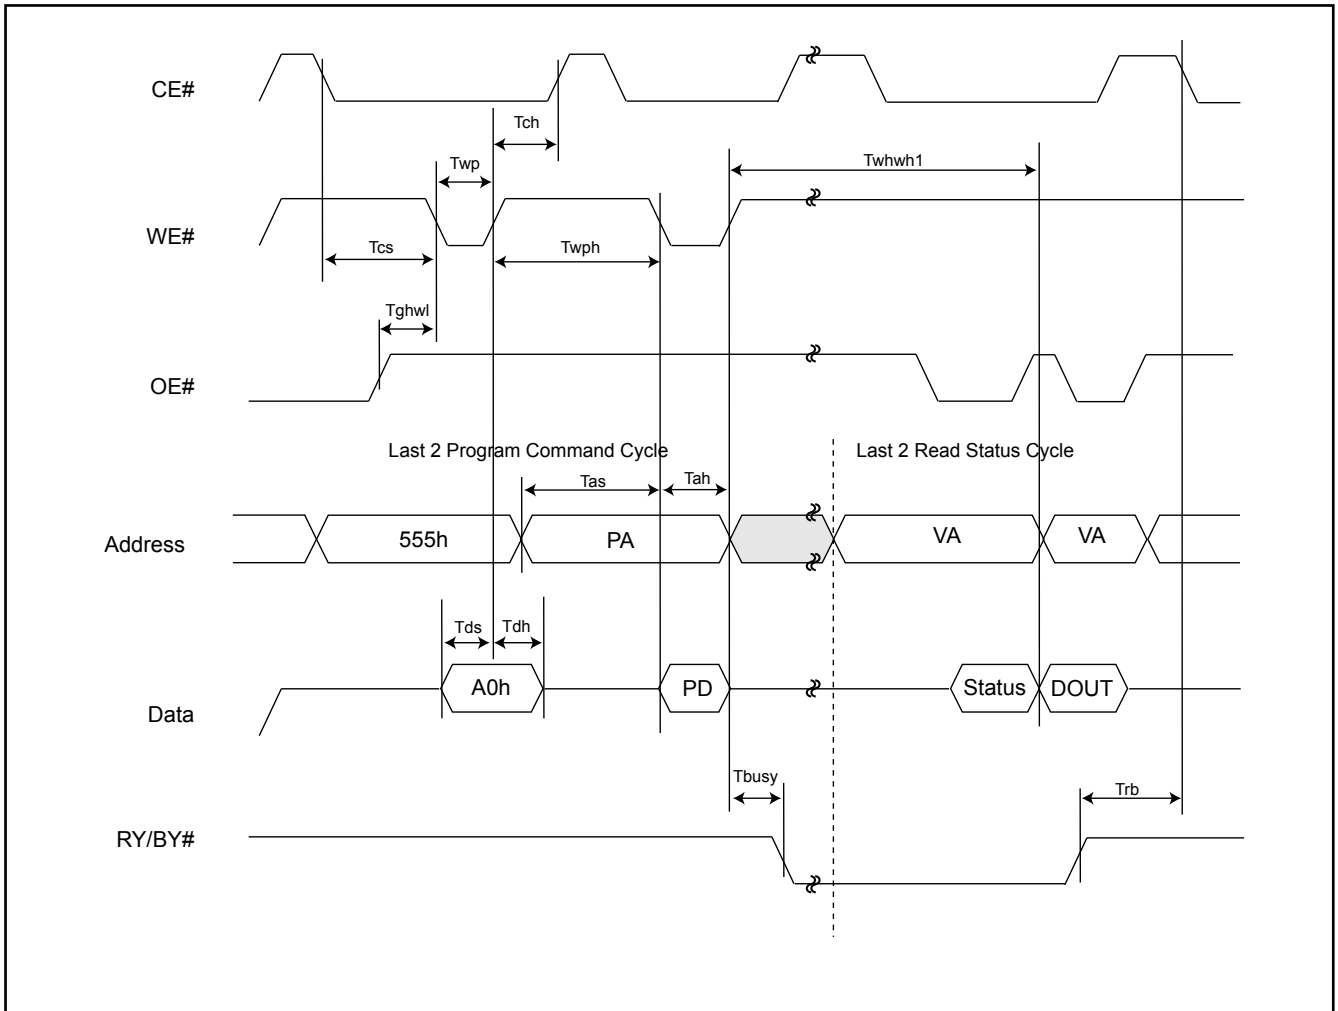 CE#
Tch
Twp
Twhwh1
WE#
Tcs
Twph
Tghwl
OE#
Last 2 Program Command Cycle
Last 2 Read Status Cycle
Tas
Tah
Address
555h
PA
VA
VA
Tds
Tdh
A0h
PD
Status
DOUT
Data
Tbusy
Trb
RY/BY#